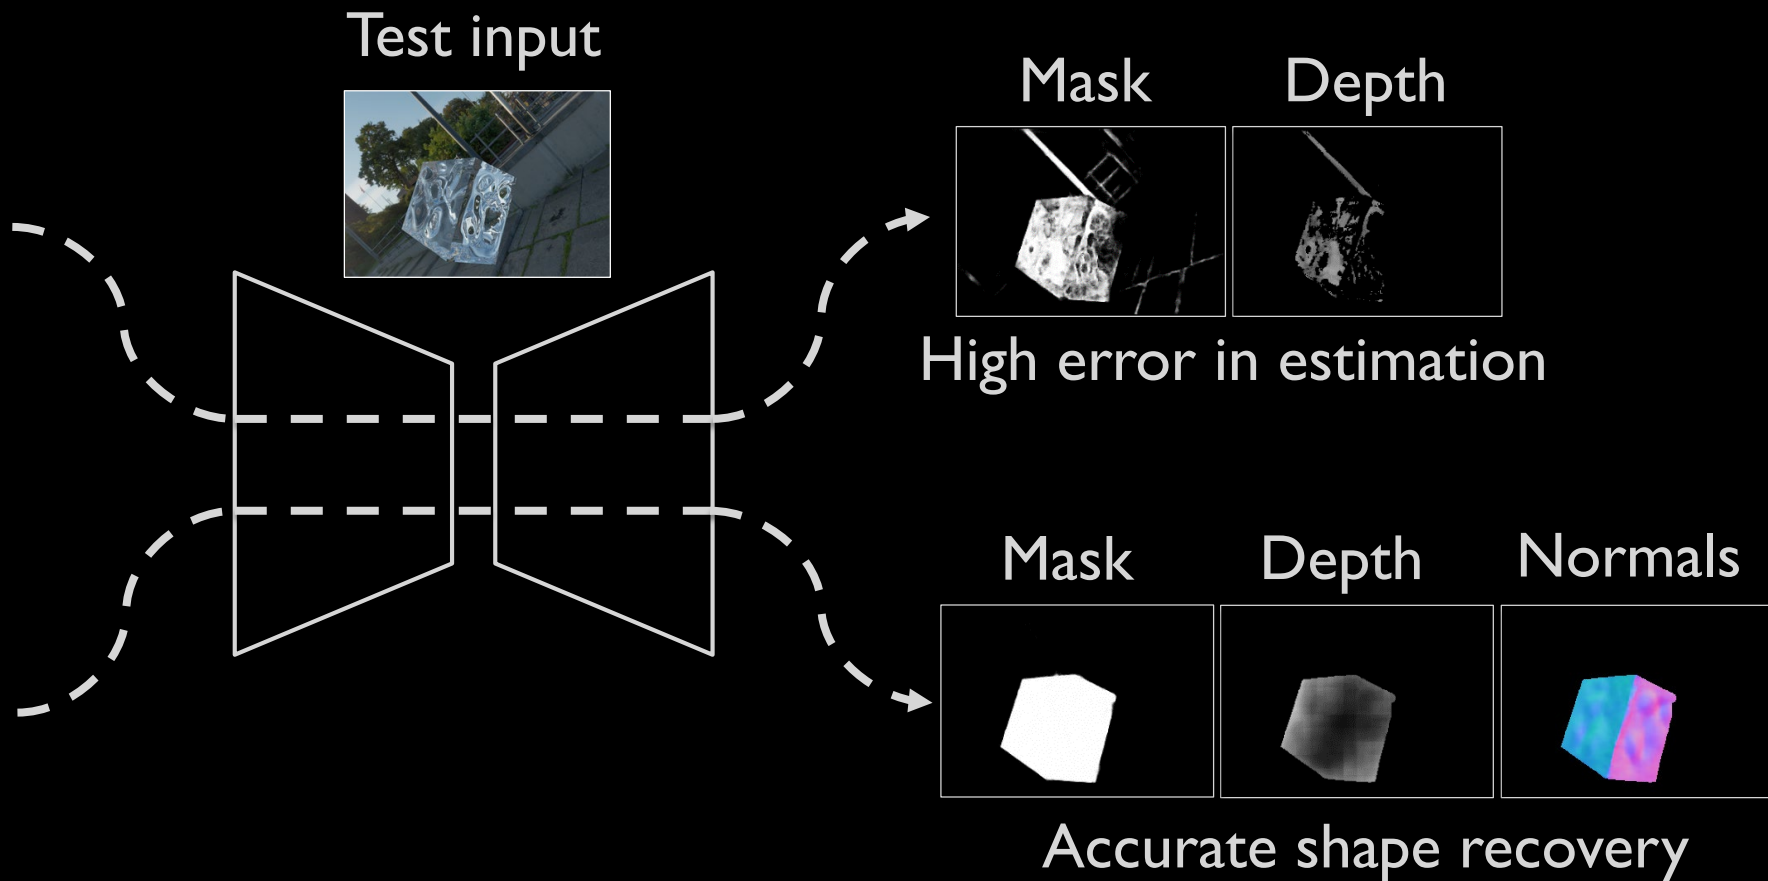 Test input
Mask
Depth
High error in estimation
Mask
Depth
Normals
Accurate shape recovery